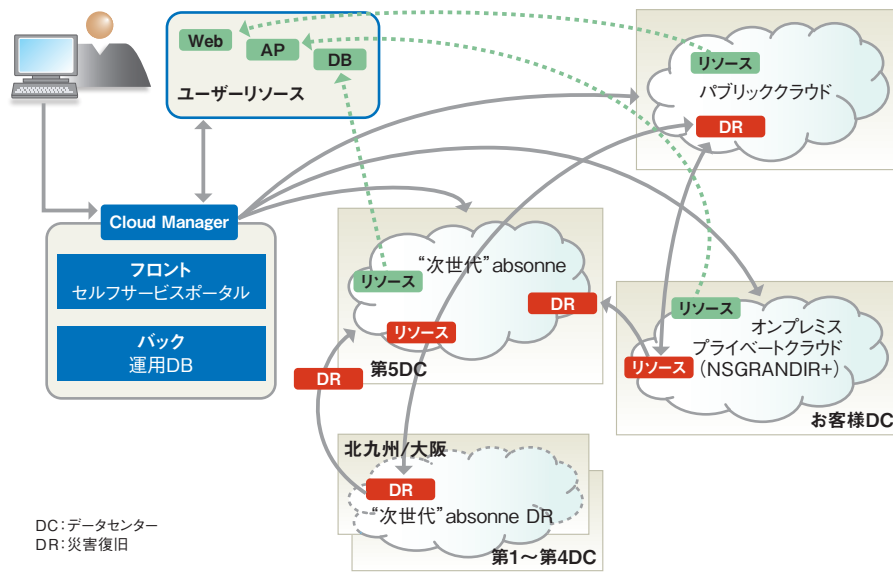 Web
AP
DB
ユーザーリソース
リソース
パブリッククラウド
DR
Cloud Manager
フロント
セルフサービスポータル
バック
運用DB
“次世代”absonne
リソース
リソース
DR
第5DC
DR
リソース
オンプレミス
プライベートクラウド
（NSGRANDIR+）
リソース
お客様DC
北九州/大阪
DR
“次世代”absonne DR
第1～第4DC
DC：データセンター
DR：災害復旧